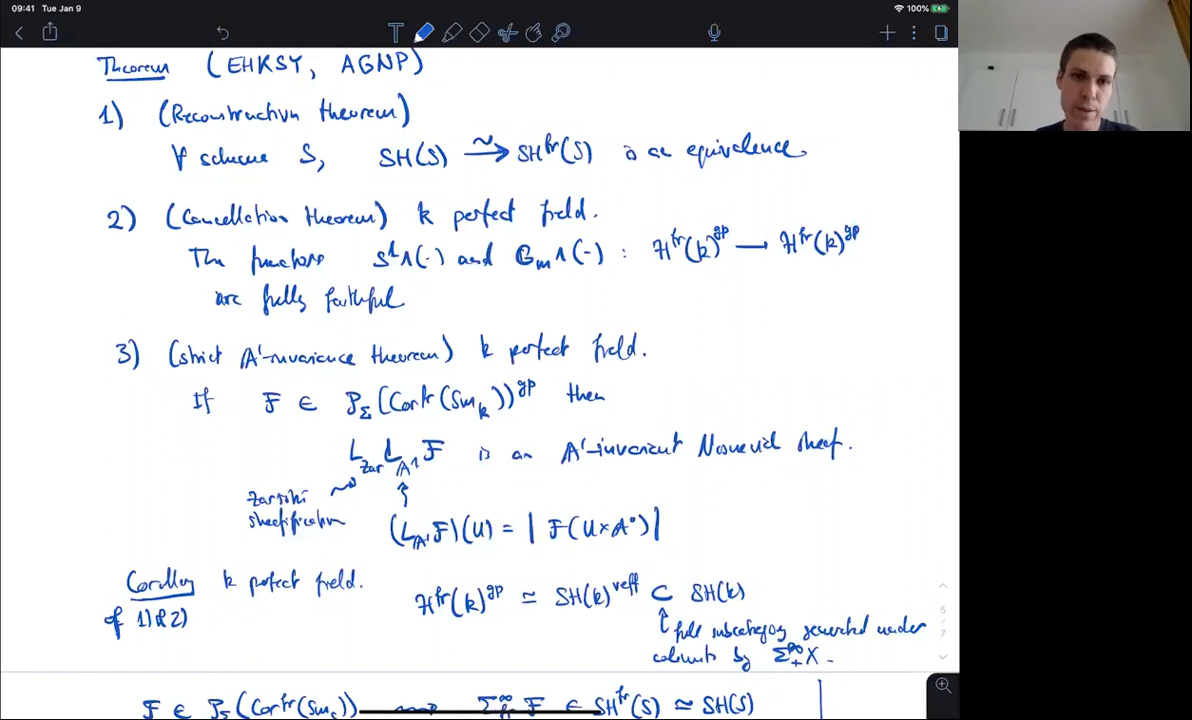 09:41 Tue Jan 9
100%
Theorem (EHKSY, AGNP)
1) (Reconstruction theorem)
∀ scheme S, SH(S) ⥲ SH^fr(S) is an equivalence.
2) (Cancellation theorem) k perfect field.
The functors S^1∧(-) and G_m∧(-) : H^fr(k)^gp → H^fr(k)^gp
are fully faithful
3) (strict A^1-invariance theorem) k perfect field.
If F ∈ P_Σ(Corr^fr(Sm_k))^gp then
L_zar L_A^1 F is an A^1-invariant Nisnevich sheaf.
Zariski
sheafification
(L_A^1 F)(U) = | F(U×A^•) |
Corollary k perfect field.
of 1) & 2)
H^fr(k)^gp ≃ SH(k)^veff ⊂ SH(k)
full subcategory generated under
colimits by Σ^∞_+ X.
F ∈ P_Σ(Corr^fr(Sm_S)) ⟿ Σ^∞_fr F ∈ SH^fr(S) ≃ SH(S)
5
/
7